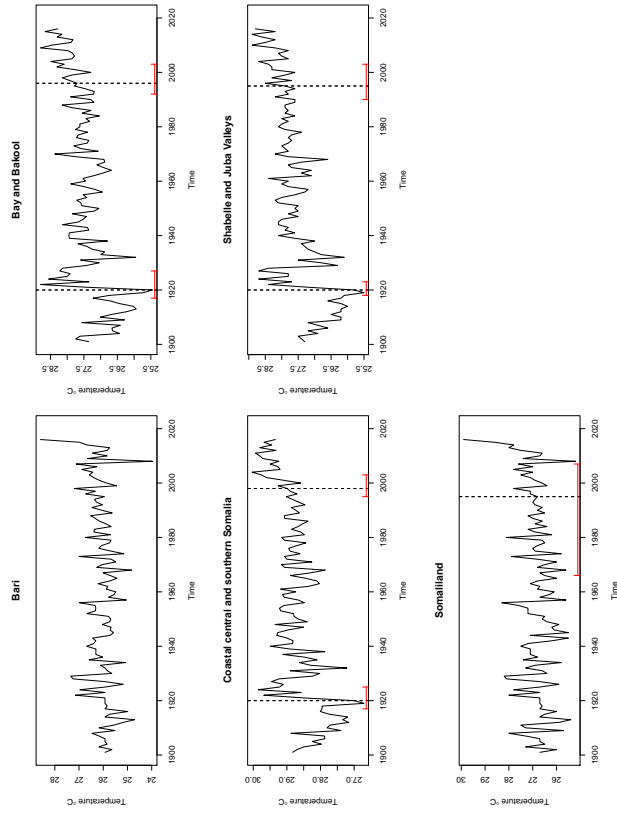 Bari
Temperature °C
24 25 26 27 28
1900 1920 1940 1960 1980 2000 2020
Time
Bay and Bakool
Temperature °C
25.5 26.5 27.5 28.5
1900 1920 1940 1960 1980 2000 2020
Time
Coastal central and southern Somalia
Temperature °C
27.0 28.0 29.0 30.0
1900 1920 1940 1960 1980 2000 2020
Time
Shabelle and Juba Valleys
Temperature °C
25.5 26.5 27.5 28.5
1900 1920 1940 1960 1980 2000 2020
Time
Somaliland
Temperature °C
26 27 28 29 30
1900 1920 1940 1960 1980 2000 2020
Time